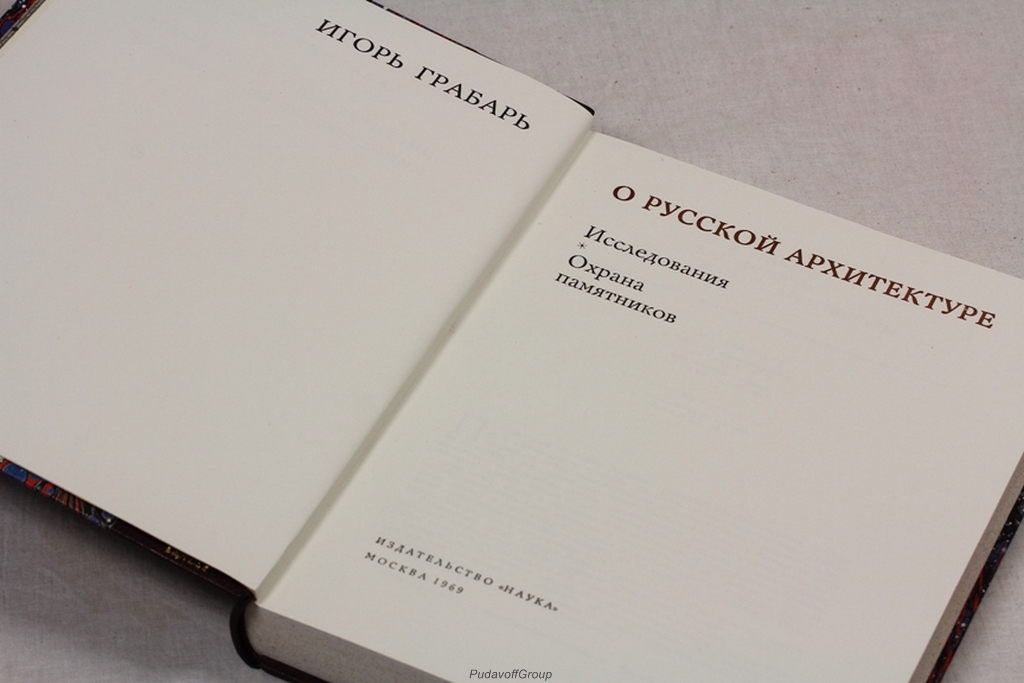 ИГОРЬ ГРАБАРЬ
О РУССКОЙ АРХИТЕКТУРЕ
Исследования
*
Охрана
памятников
ИЗДАТЕЛЬСТВО «НАУКА»
МОСКВА 1969
PudavoffGroup